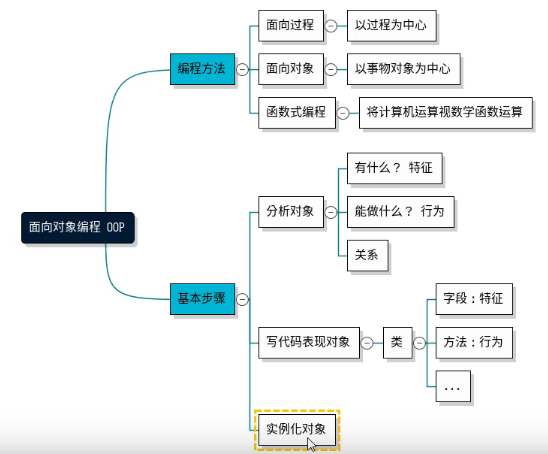 面向对象编程 OOP
编程方法
面向过程
以过程为中心
面向对象
以事物对象为中心
函数式编程
将计算机运算视数学函数运算
基本步骤
分析对象
有什么？ 特征
能做什么？ 行为
关系
写代码表现对象
类
字段：特征
方法：行为
...
实例化对象